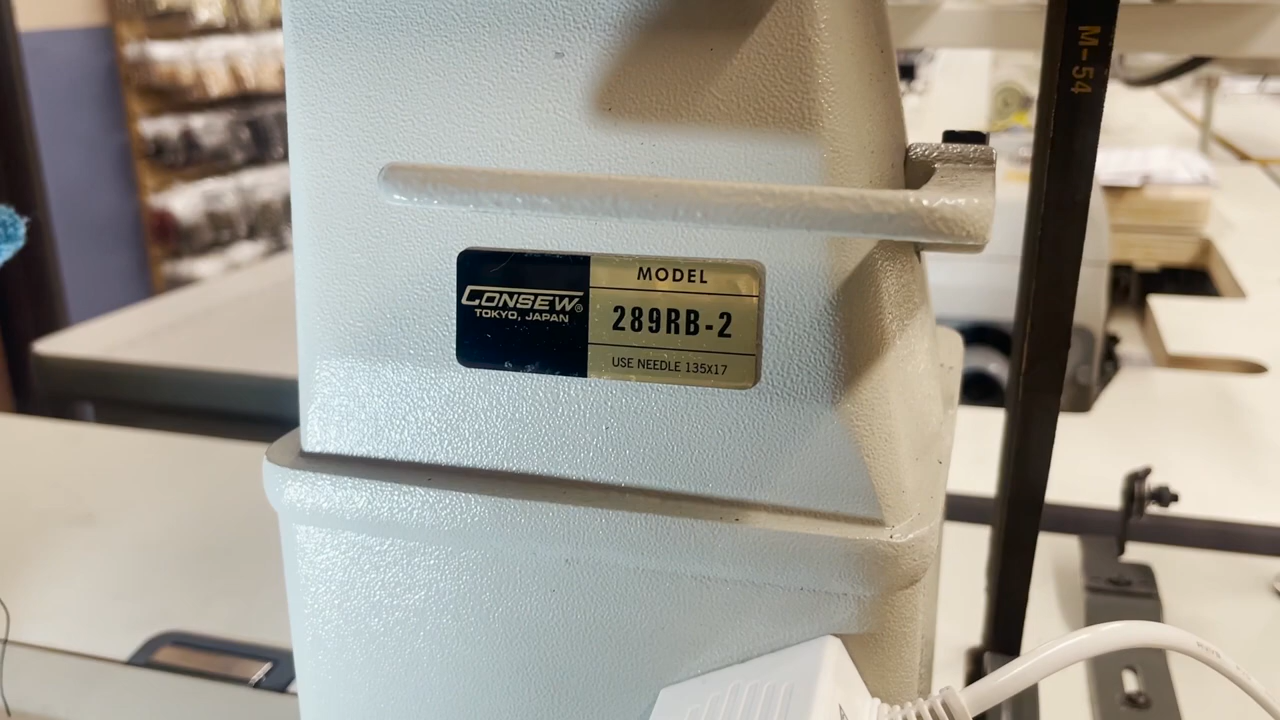 CONSEW®
TOKYO, JAPAN
MODEL
289RB-2
USE NEEDLE 135X17
M-54